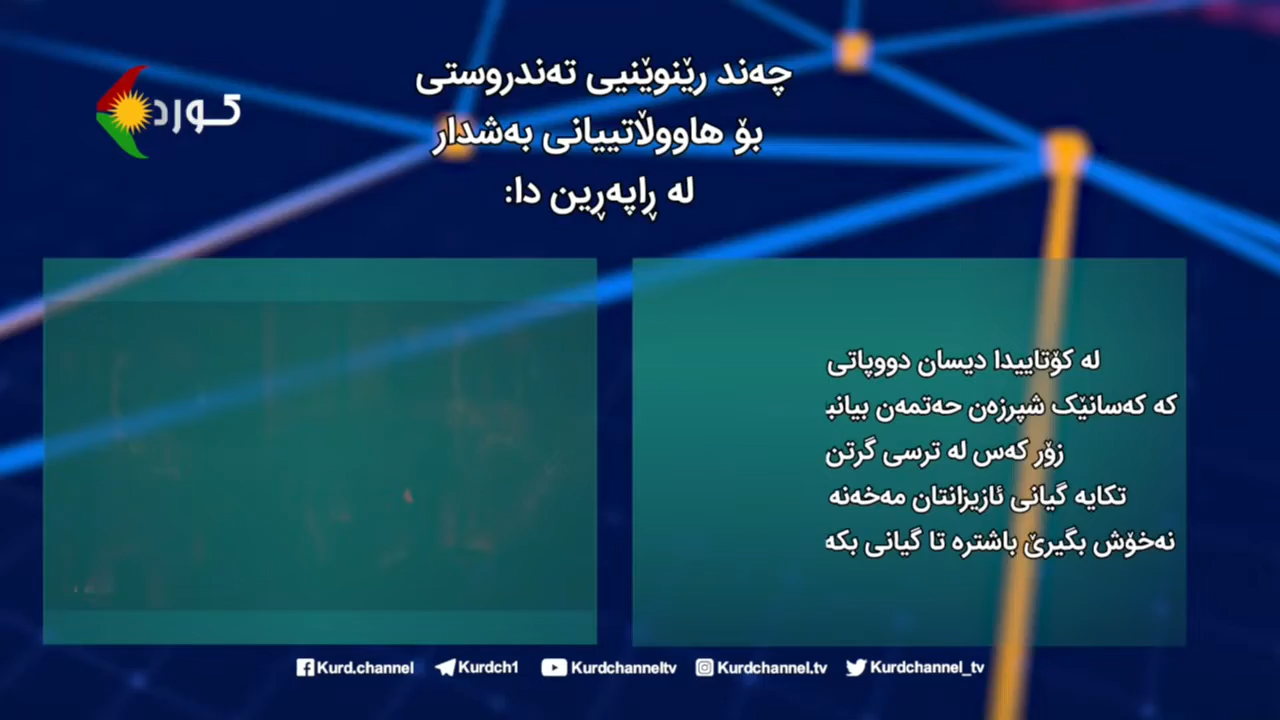 کورد
چەند رێنوێنیی تەندروستی
بۆ هاووڵاتییانی بەشدار
لە ڕاپەڕین دا:
لە کۆتاییدا دیسان دووپاتی
کە کەسانێک شپرزەن حەتمەن بیانب
زۆر کەس لە ترسی گرتن
تکایە گیانی ئازیزانتان مەخەنە
نەخۆش بگیرێ باشترە تا گیانی بکە
Kurd.channel Kurdch1 Kurdchanneltv Kurdchannel.tv Kurdchannel_tv